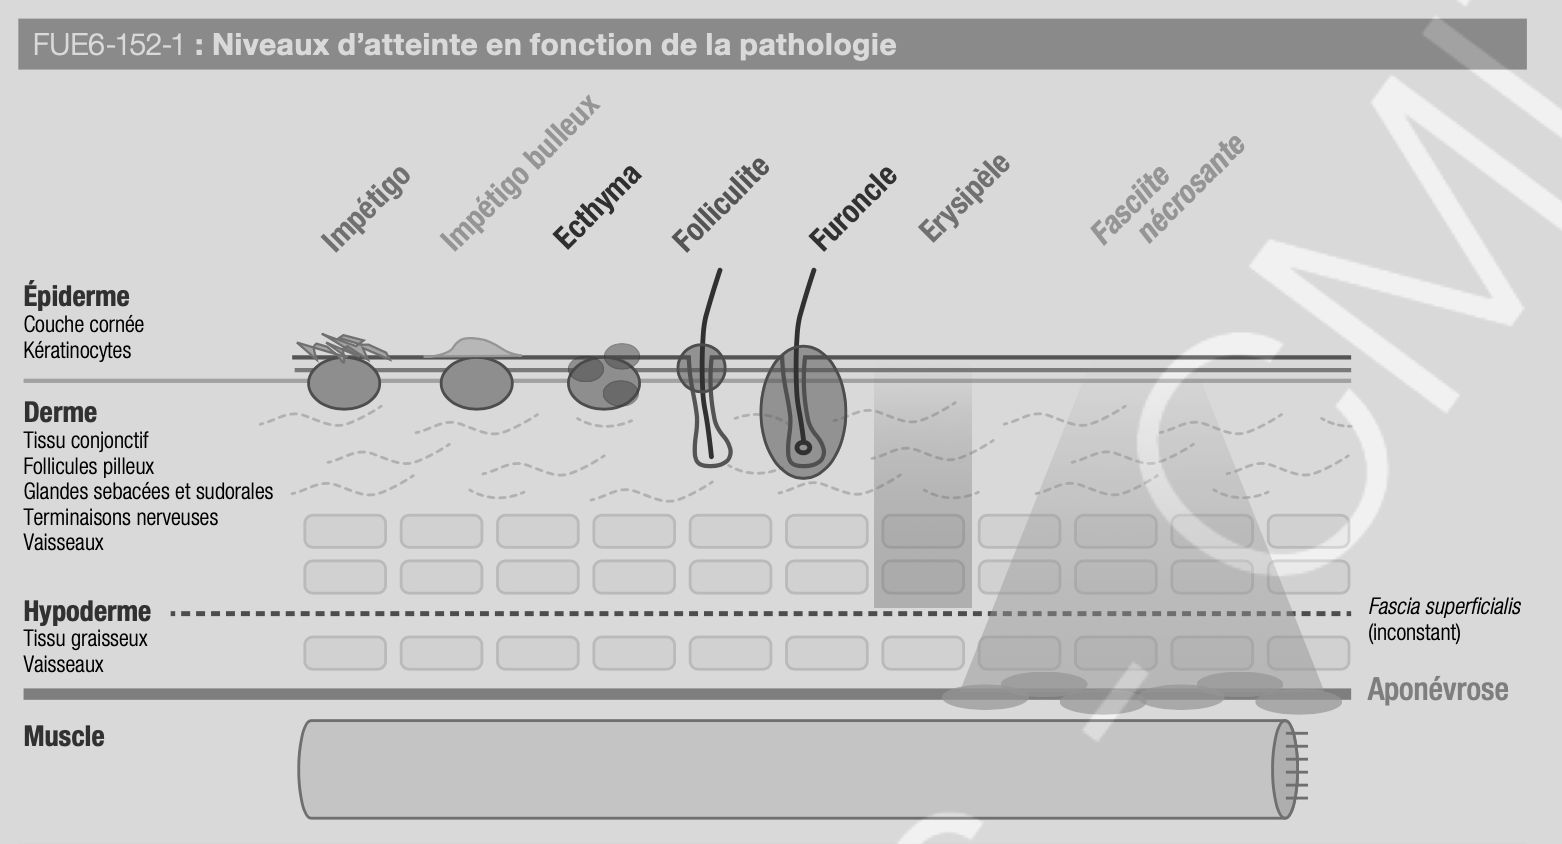 FUE6-152-1 : Niveaux d’atteinte en fonction de la pathologie
Impétigo
Impétigo bulleux
Ecthyma
Folliculite
Furoncle
Erysipèle
Fasciite
nécrosante
Épiderme
Couche cornée
Kératinocytes
Derme
Tissu conjonctif
Follicules pilleux
Glandes sebacées et sudorales
Terminaisons nerveuses
Vaisseaux
Hypoderme
Tissu graisseux
Vaisseaux
Fascia superficialis
(inconstant)
Aponévrose
Muscle